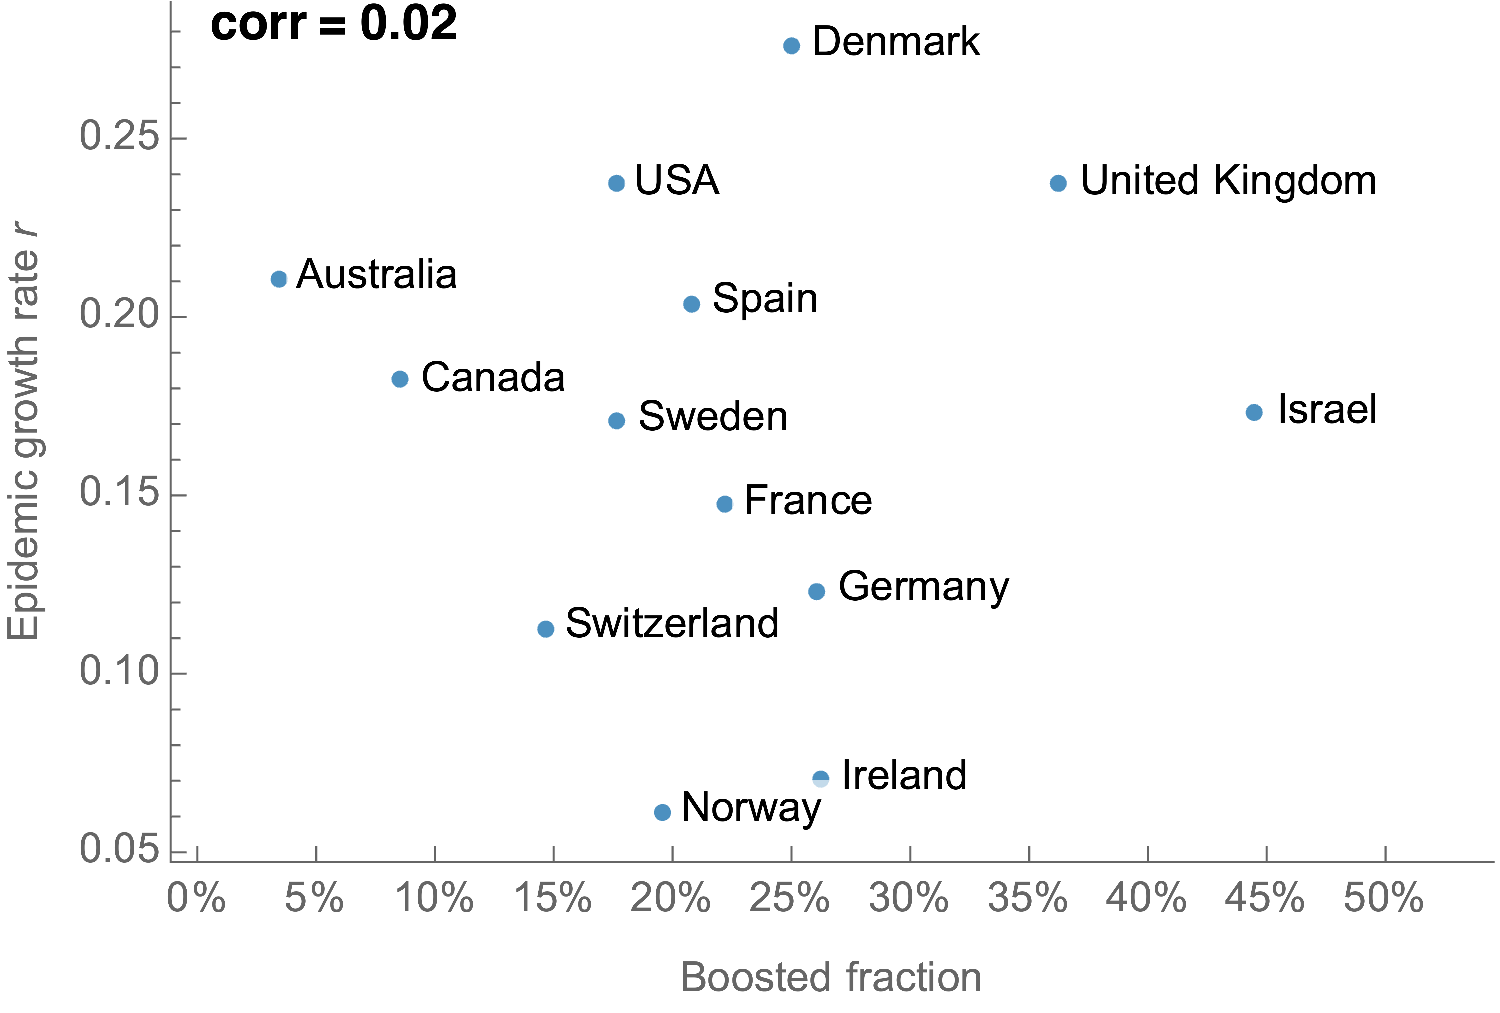 corr = 0.02
Denmark
0.25
USA
United Kingdom
Australia
Spain
0.20
Canada
Sweden
Israel
0.15
France
Germany
Switzerland
0.10
Ireland
Norway
0.05
0% 5% 10% 15% 20% 25% 30% 35% 40% 45% 50%
Boosted fraction
Epidemic growth rate r